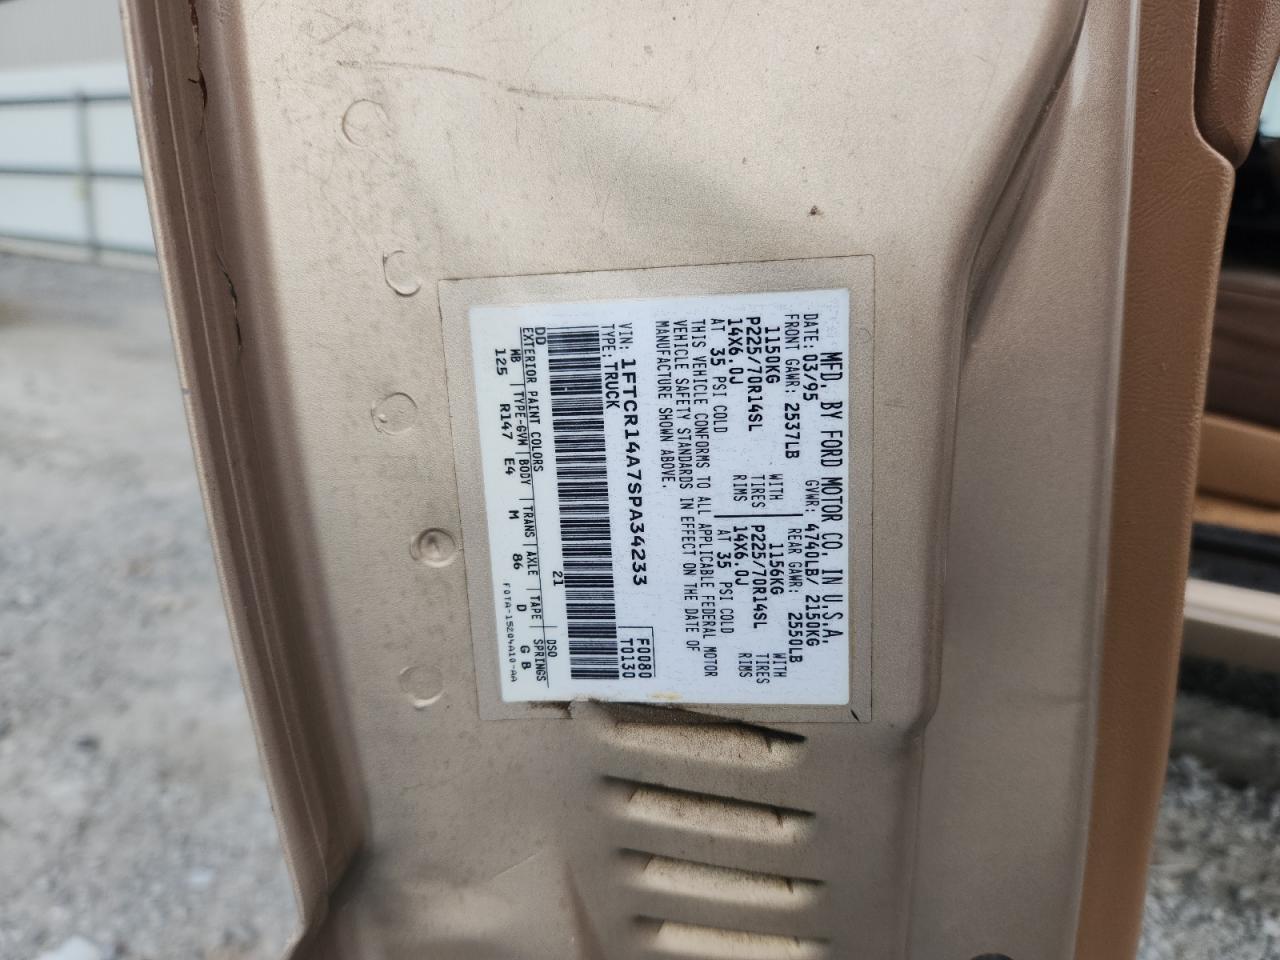 MFD. BY FORD MOTOR CO. IN U.S.A.
DATE: 03/95 GVWR: 4740LB/ 2150KG
FRONT GAWR: 2537LB REAR GAWR: 2550LB
1150KG WITH 1156KG WITH
P225/70R14SL TIRES P225/70R14SL TIRES
14X6.0J RIMS 14X6.0J RIMS
AT 35 PSI COLD AT 35 PSI COLD
THIS VEHICLE CONFORMS TO ALL APPLICABLE FEDERAL MOTOR
VEHICLE SAFETY STANDARDS IN EFFECT ON THE DATE OF
MANUFACTURE SHOWN ABOVE.
VIN: 1FTCR14A7SPA34233 F0080
TYPE: TRUCK T0130
21
DD DSO
EXTERIOR PAINT COLORS
WB TYPE-GVW BODY TRANS AXLE TAPE SPRINGS
125 R147 E4 M 86 D G B
F0TA-15204A10-AA